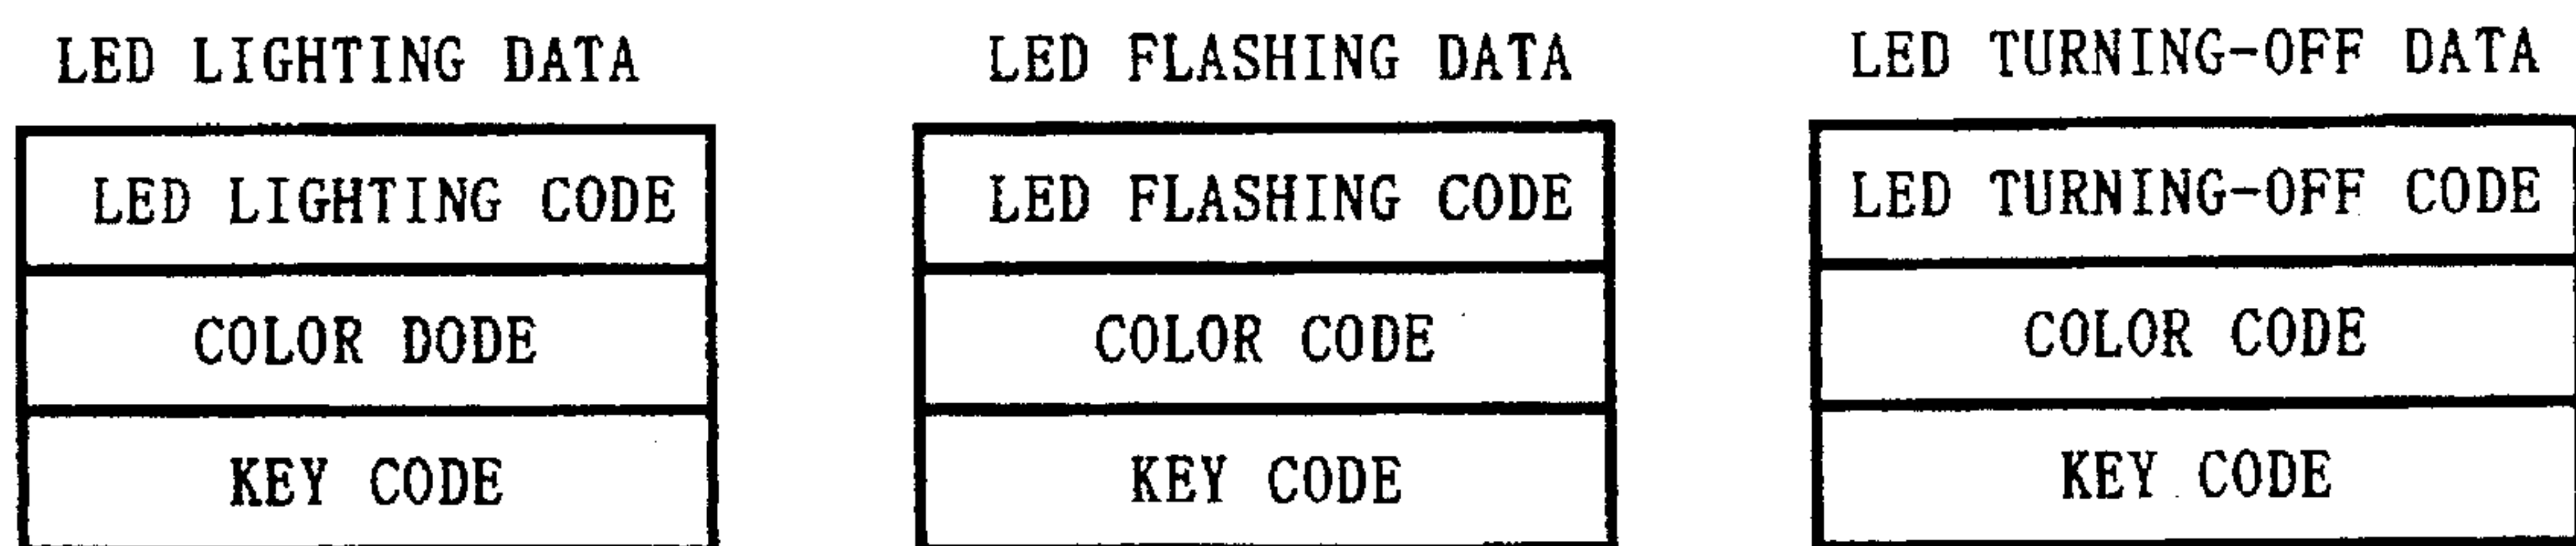 LED LIGHTING DATA
LED LIGHTING CODE
COLOR DODE
KEY CODE
LED FLASHING DATA
LED FLASHING CODE
COLOR CODE
KEY CODE
LED TURNING-OFF DATA
LED TURNING-OFF CODE
COLOR CODE
KEY CODE